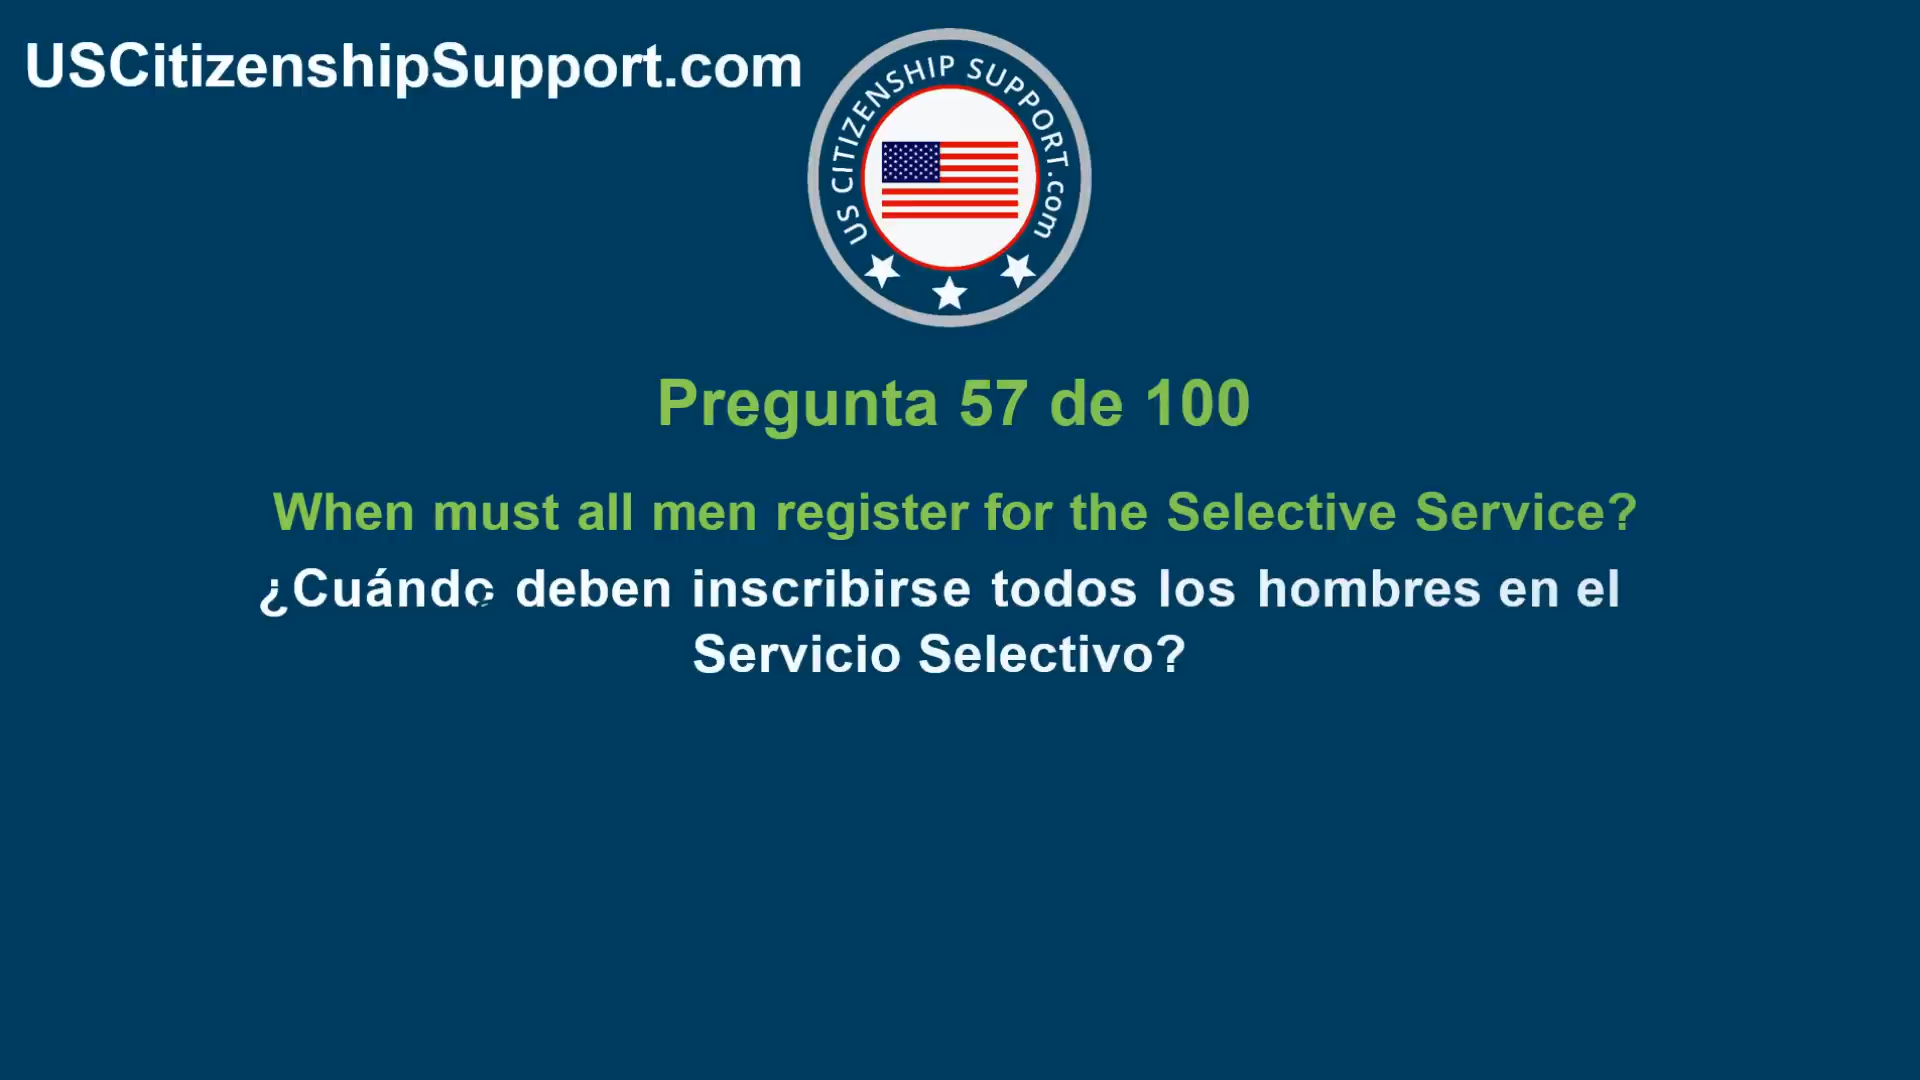 USCitizenshipSupport.com
US CITIZENSHIP SUPPORT.com
Pregunta 57 de 100
When must all men register for the Selective Service?
¿Cuándo deben inscribirse todos los hombres en el
Servicio Selectivo?